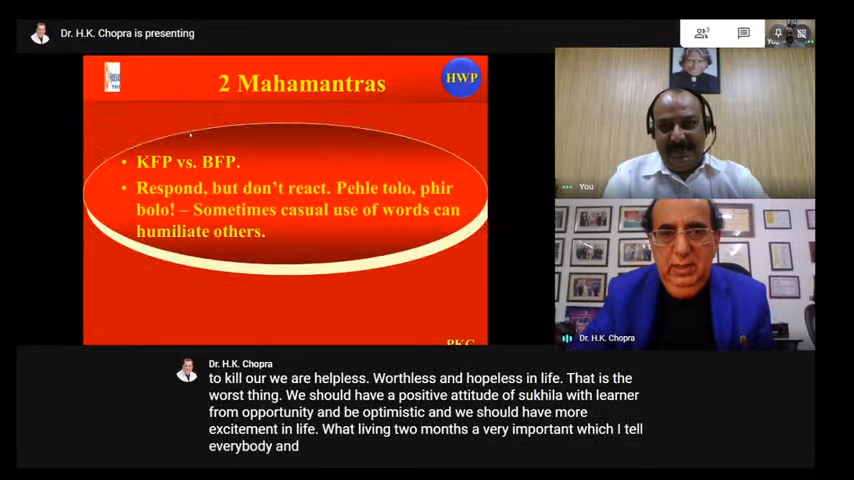 Dr. H.K. Chopra is presenting
3
You
2 Mahamantras
HWP
• KFP vs. BFP.
• Respond, but don't react. Pehle tolo, phir
bolo! – Sometimes casual use of words can
humiliate others.
You
Dr. H.K. Chopra
Dr. H.K. Chopra
to kill our we are helpless. Worthless and hopeless in life. That is the
worst thing. We should have a positive attitude of sukhila with learner
from opportunity and be optimistic and we should have more
excitement in life. What living two months a very important which I tell
everybody and